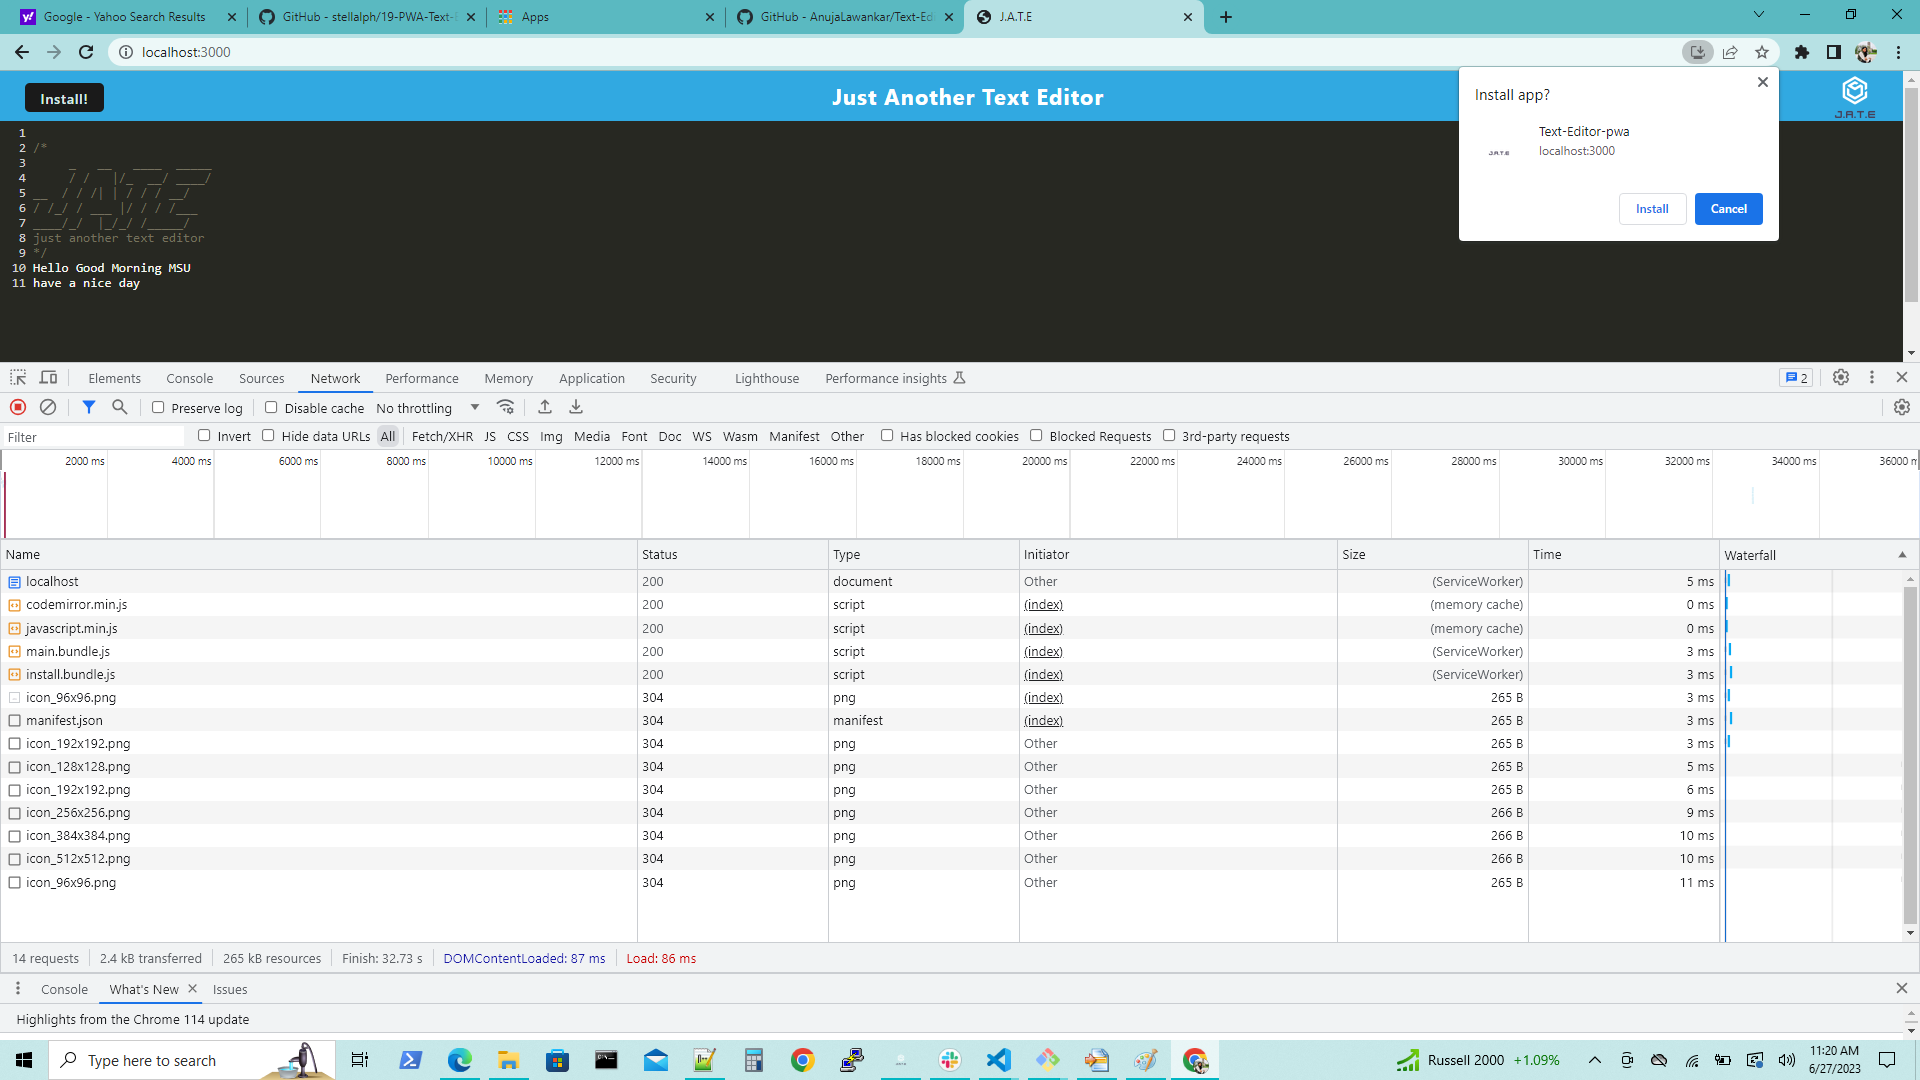 Google - Yahoo Search Results
GitHub - stellalph/19-PWA-Text-E
Apps
GitHub - AnujaLawankar/Text-Ed
J.A.T.E
localhost:3000
Install!
Just Another Text Editor
J.A.T.E
Install app?
Text-Editor-pwa
localhost:3000
J.A.T.E
Install
Cancel
1
2 /*
3
4
5
6
7
8 just another text editor
9 */
10 Hello Good Morning MSU
11 have a nice day
Elements Console Sources Network Performance Memory Application Security Lighthouse Performance insights 2
Preserve log Disable cache No throttling
Filter Invert Hide data URLs All Fetch/XHR JS CSS Img Media Font Doc WS Wasm Manifest Other Has blocked cookies Blocked Requests 3rd-party requests
2000 ms 4000 ms 6000 ms 8000 ms 10000 ms 12000 ms 14000 ms 16000 ms 18000 ms 20000 ms 22000 ms 24000 ms 26000 ms 28000 ms 30000 ms 32000 ms 34000 ms 36000 m
Name Status Type Initiator Size Time Waterfall
localhost 200 document Other (ServiceWorker) 5 ms
codemirror.min.js 200 script (index) (memory cache) 0 ms
javascript.min.js 200 script (index) (memory cache) 0 ms
main.bundle.js 200 script (index) (ServiceWorker) 3 ms
install.bundle.js 200 script (index) (ServiceWorker) 3 ms
icon_96x96.png 304 png (index) 265 B 3 ms
manifest.json 304 manifest (index) 265 B 3 ms
icon_192x192.png 304 png Other 265 B 3 ms
icon_128x128.png 304 png Other 265 B 5 ms
icon_192x192.png 304 png Other 265 B 6 ms
icon_256x256.png 304 png Other 266 B 9 ms
icon_384x384.png 304 png Other 266 B 10 ms
icon_512x512.png 304 png Other 266 B 10 ms
icon_96x96.png 304 png Other 265 B 11 ms
14 requests 2.4 kB transferred 265 kB resources Finish: 32.73 s DOMContentLoaded: 87 ms Load: 86 ms
Console What's New Issues
Highlights from the Chrome 114 update
Type here to search
Russell 2000 +1.09%
11:20 AM
6/27/2023